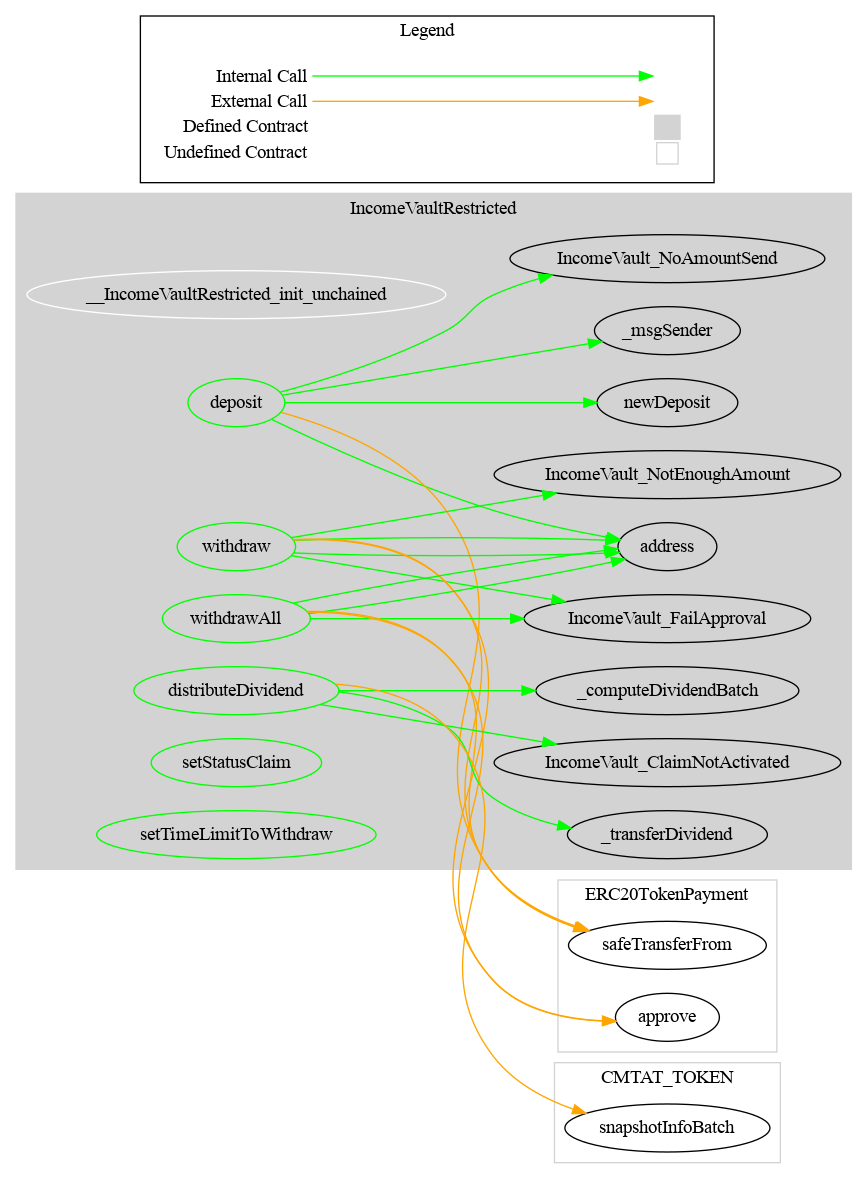 Legend
Internal Call
External Call
Defined Contract
Undefined Contract
IncomeVaultRestricted
IncomeVault_NoAmountSend
__IncomeVaultRestricted_init_unchained
_msgSender
deposit
newDeposit
IncomeVault_NotEnoughAmount
withdraw
address
withdrawAll
IncomeVault_FailApproval
distributeDividend
_computeDividendBatch
setStatusClaim
IncomeVault_ClaimNotActivated
setTimeLimitToWithdraw
_transferDividend
ERC20TokenPayment
safeTransferFrom
approve
CMTAT_TOKEN
snapshotInfoBatch